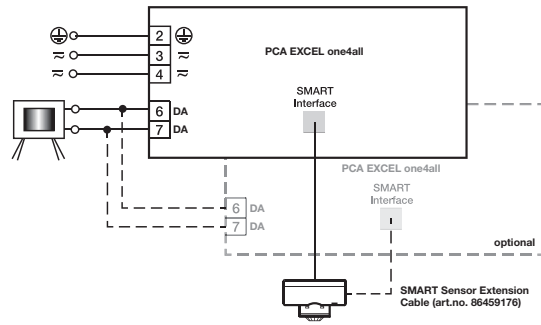 2
3
4
PCA EXCEL one4all
SMART
Interface
6 DA
7 DA
PCA EXCEL one4all
SMART
Interface
6 DA
7 DA
optional
SMART Sensor Extension
Cable (art.no. 86459176)